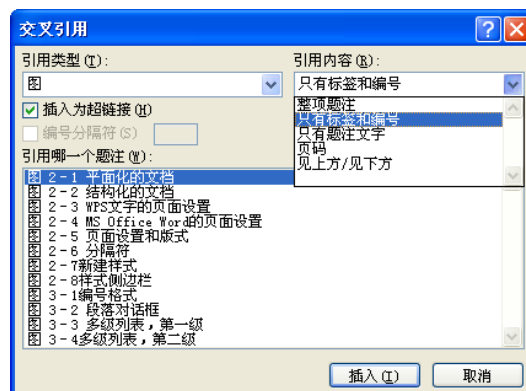 交叉引用
引用类型(T):
引用内容(R):
图
只有标签和编号
插入为超链接(H)
整项题注
只有标签和编号
只有题注文字
页码
见上方/见下方
编号分隔符(S)
引用哪一个题注(W):
图 2-1 平面化的文档
图 2-2 结构化的文档
图 2-3 WPS文字的页面设置
图 2-4 MS Office Word的页面设置
图 2-5 页面设置和版式
图 2-6 分隔符
图 2-7新建样式
图 2-8样式侧边栏
图 3-1编号格式
图 3-2 段落对话框
图 3-3 多级列表，第一级
图 3-4多级列表，第二级
插入(I)
取消